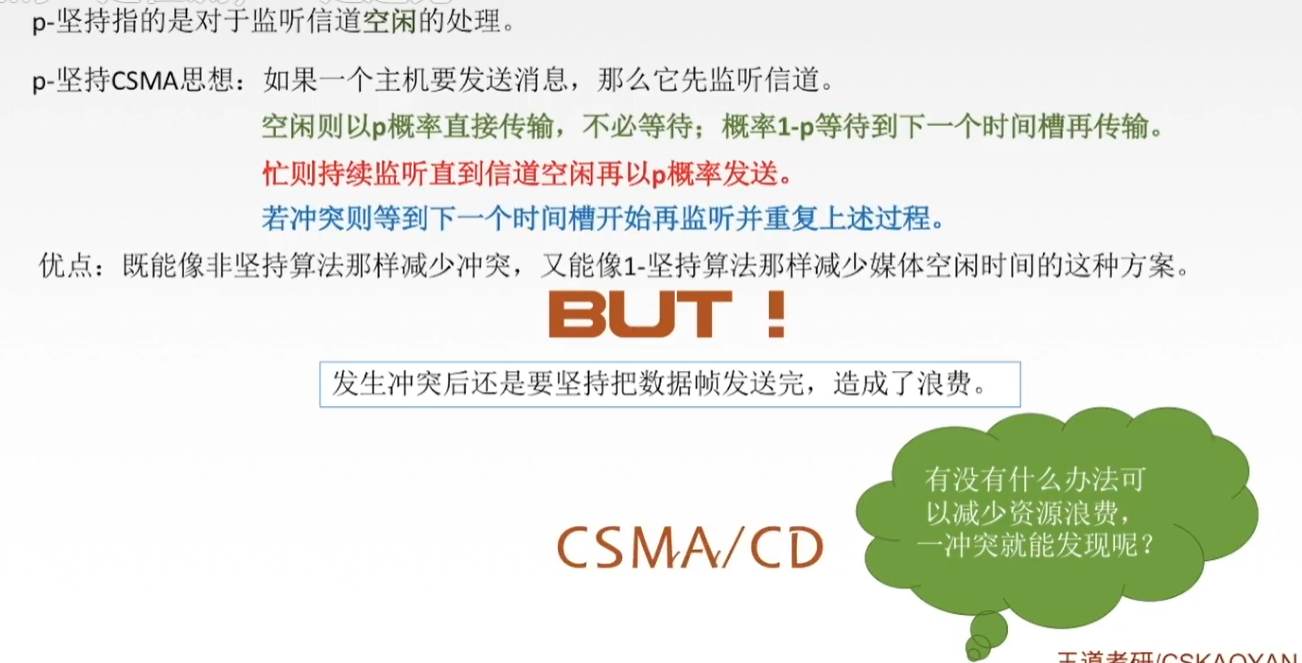 p-坚持指的是对于监听信道空闲的处理。
p-坚持CSMA思想：如果一个主机要发送消息，那么它先监听信道。
空闲则以p概率直接传输，不必等待；概率1-p等待到下一个时间槽再传输。
忙则持续监听直到信道空闲再以p概率发送。
若冲突则等到下一个时间槽开始再监听并重复上述过程。
优点：既能像非坚持算法那样减少冲突，又能像1-坚持算法那样减少媒体空闲时间的这种方案。
BUT！
发生冲突后还是要坚持把数据帧发送完，造成了浪费。
有没有什么办法可
以减少资源浪费，
一冲突就能发现呢？
CSMA/CD
王道考研/CSKAOYAN